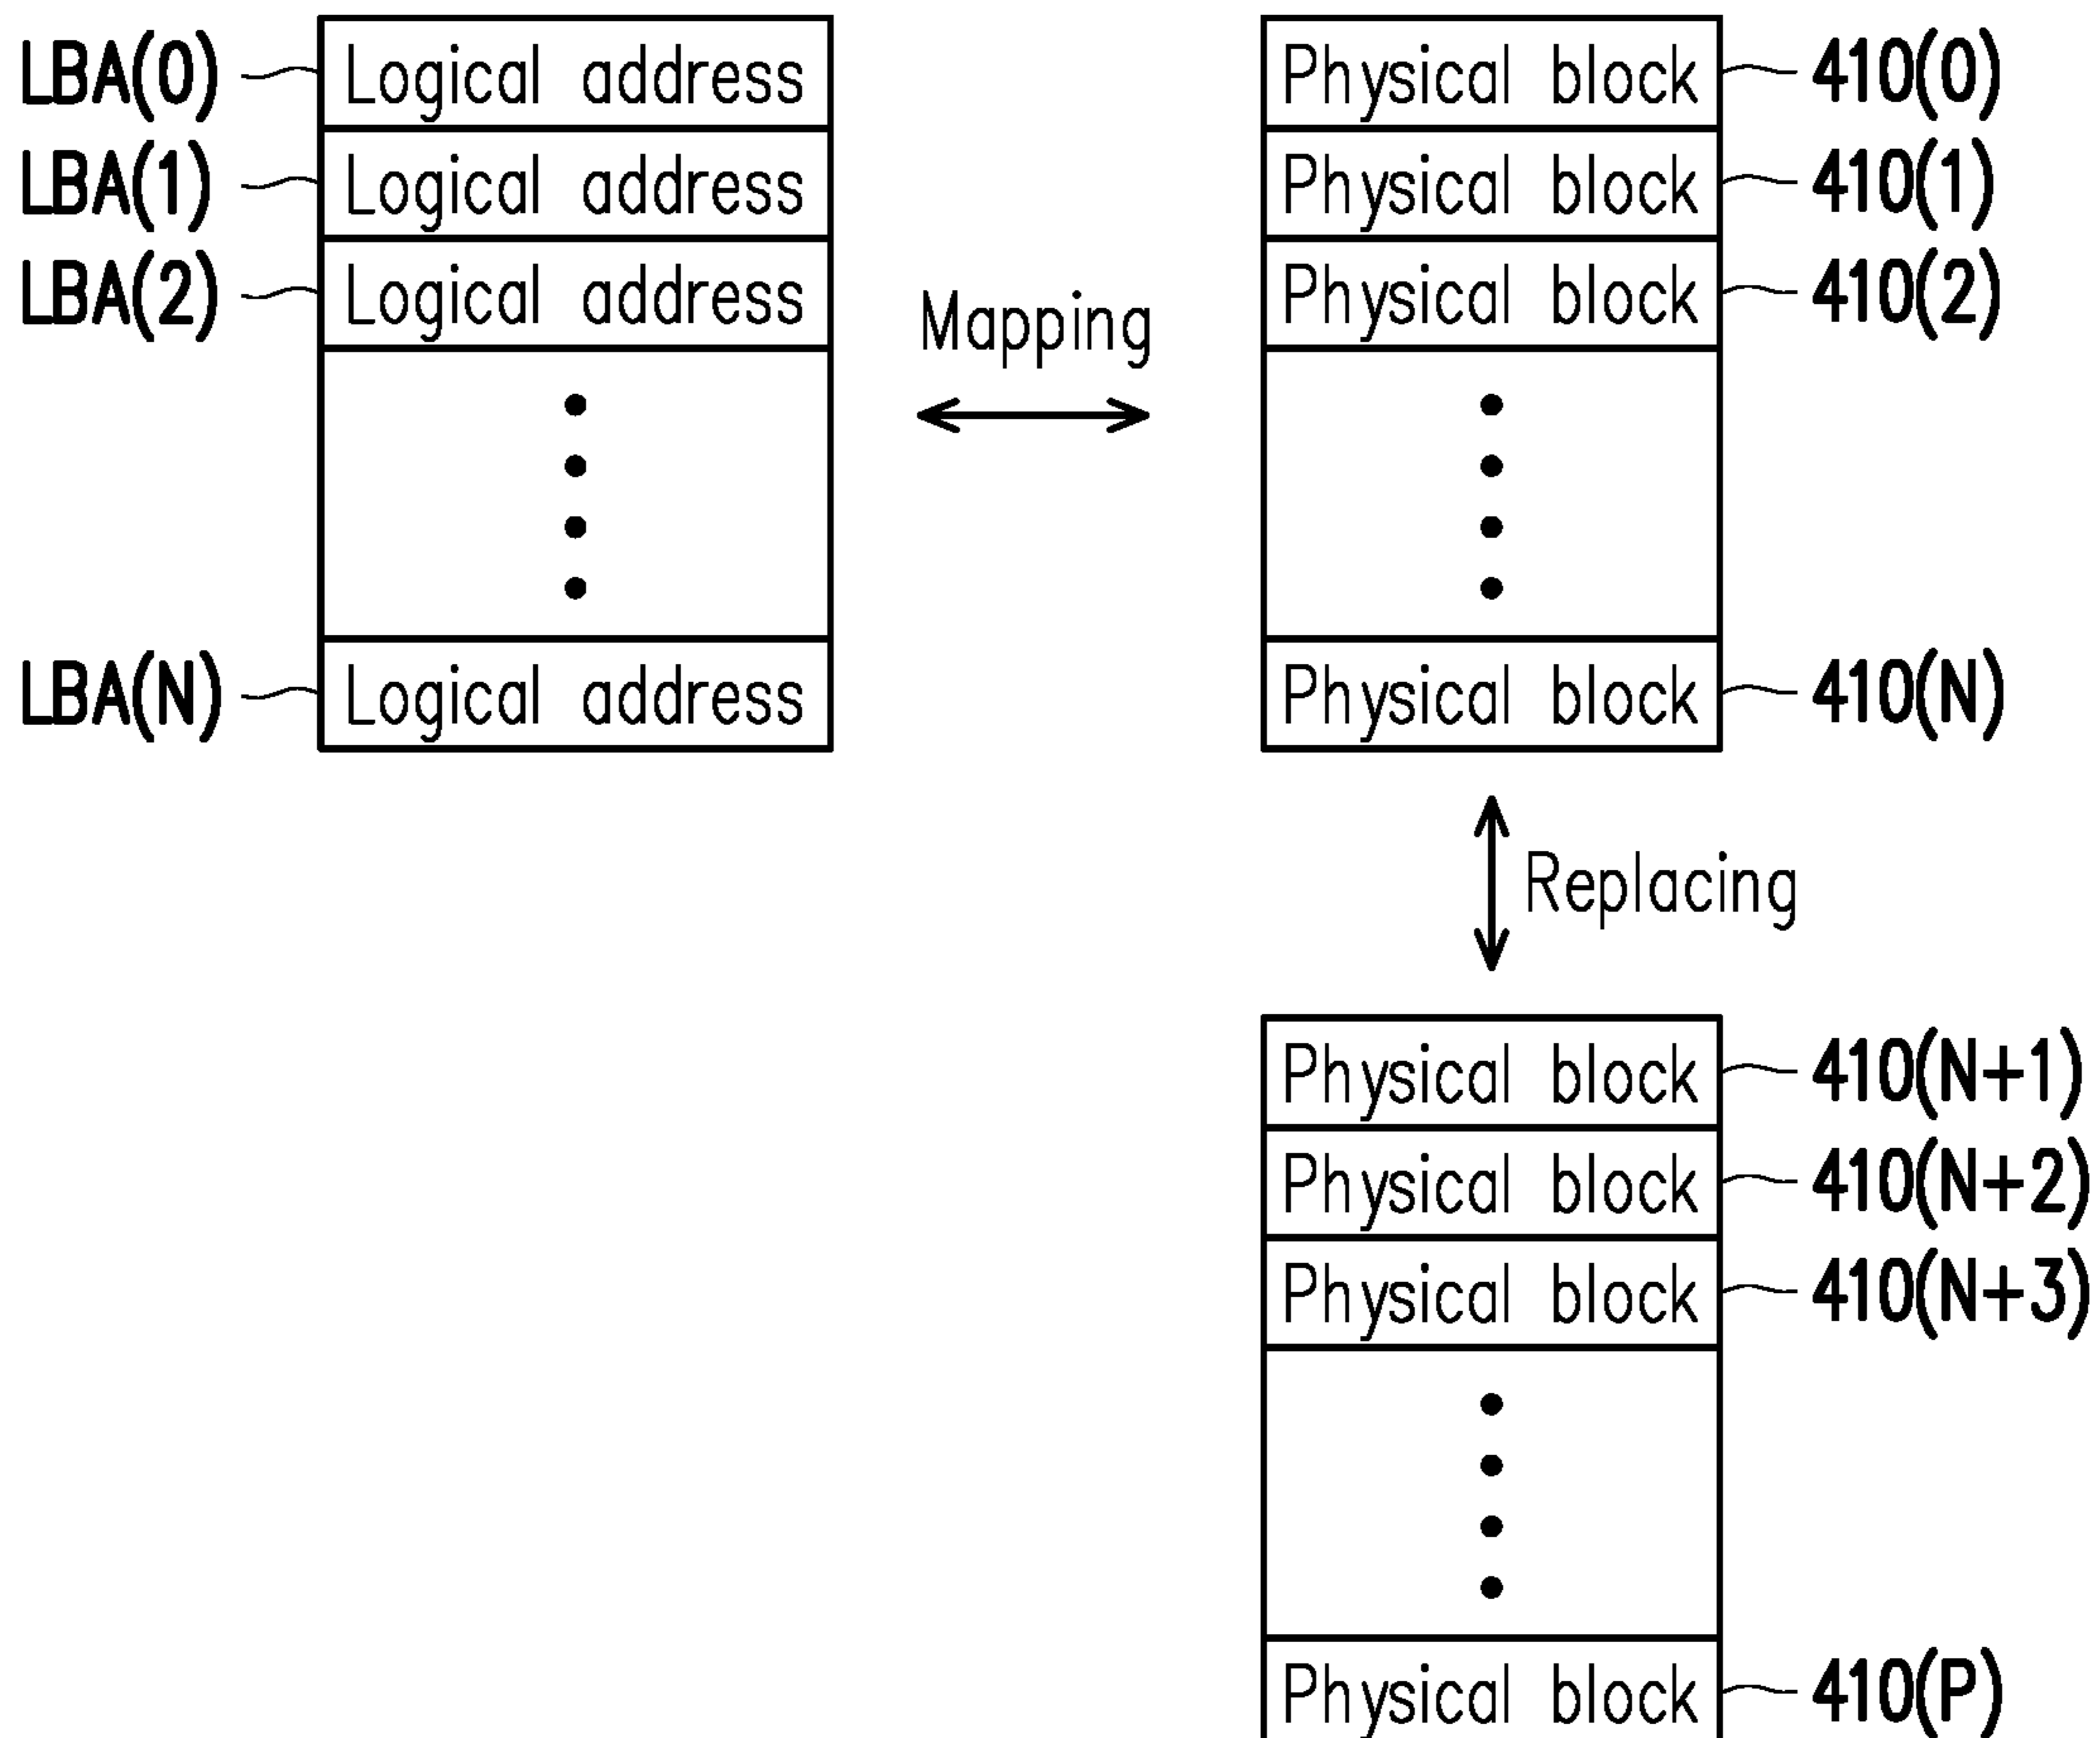 LBA(0) Logical address Physical block 410(0)
LBA(1) Logical address Physical block 410(1)
LBA(2) Logical address Physical block 410(2)
Mapping
LBA(N) Logical address Physical block 410(N)
Replacing
Physical block 410(N+1)
Physical block 410(N+2)
Physical block 410(N+3)
Physical block 410(P)